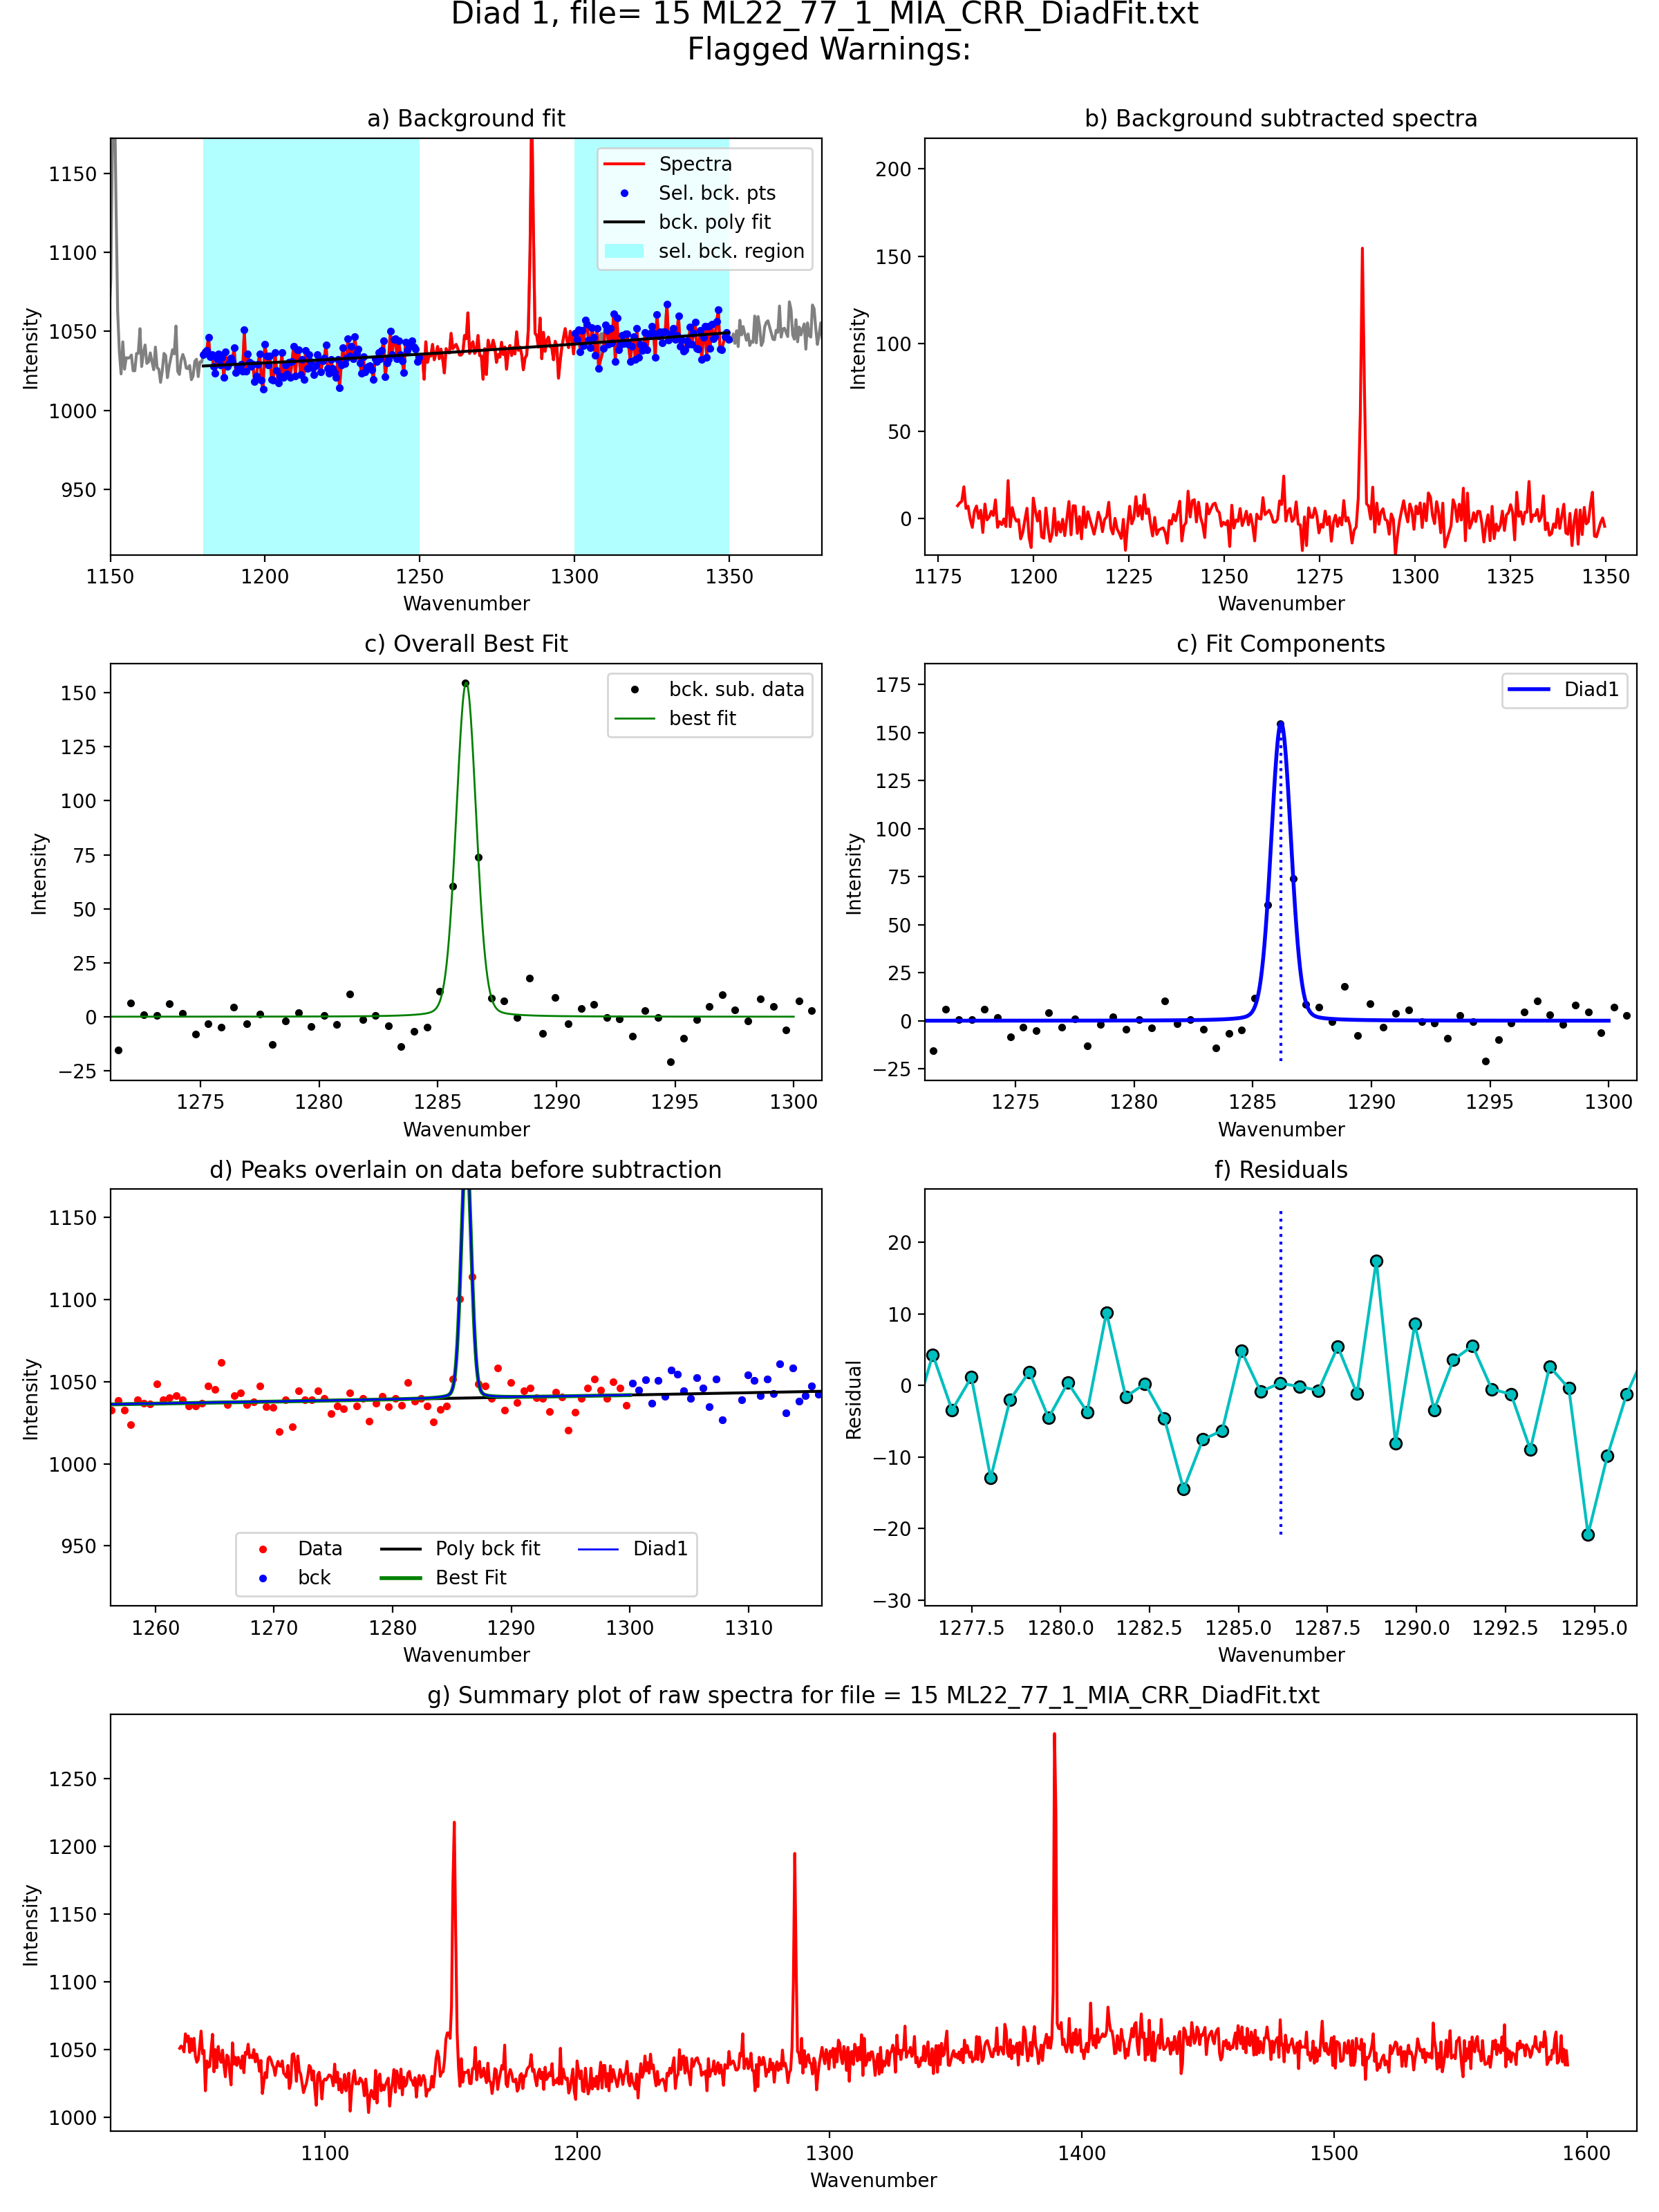 Diad 1, file= 15 ML22_77_1_MIA_CRR_DiadFit.txt
Flagged Warnings:
a) Background fit
Intensity
1150
1100
1050
1000
950
Spectra
Sel. bck. pts
bck. poly fit
sel. bck. region
1150 1200 1250 1300 1350
Wavenumber
b) Background subtracted spectra
Intensity
200
150
100
50
0
1175 1200 1225 1250 1275 1300 1325 1350
Wavenumber
c) Overall Best Fit
Intensity
150
125
100
75
50
25
0
−25
bck. sub. data
best fit
1275 1280 1285 1290 1295 1300
Wavenumber
c) Fit Components
Intensity
175
150
125
100
75
50
25
0
−25
Diad1
1275 1280 1285 1290 1295 1300
Wavenumber
d) Peaks overlain on data before subtraction
Intensity
1150
1100
1050
1000
950
Data Poly bck fit Diad1
bck Best Fit
1260 1270 1280 1290 1300 1310
Wavenumber
f) Residuals
Residual
20
10
0
−10
−20
−30
1277.5 1280.0 1282.5 1285.0 1287.5 1290.0 1292.5 1295.0
Wavenumber
g) Summary plot of raw spectra for file = 15 ML22_77_1_MIA_CRR_DiadFit.txt
Intensity
1250
1200
1150
1100
1050
1000
1100 1200 1300 1400 1500 1600
Wavenumber